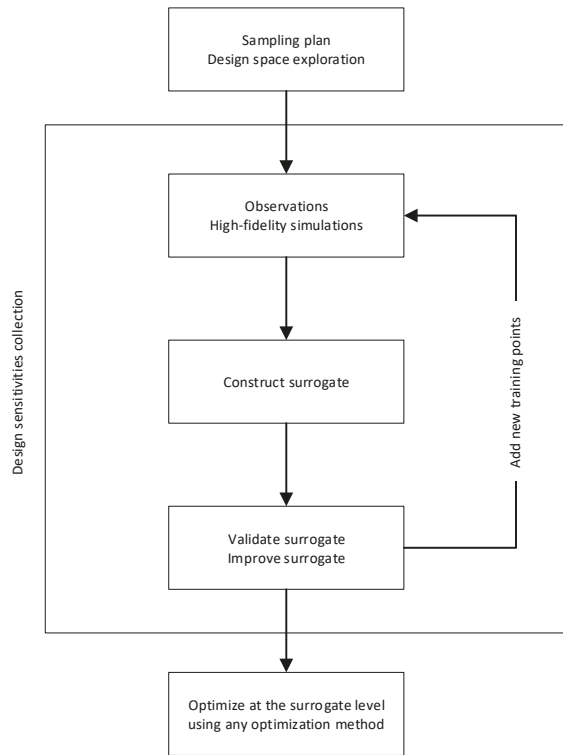 Sampling plan
Design space exploration
Observations
High-fidelity simulations
Construct surrogate
Validate surrogate
Improve surrogate
Add new training points
Design sensitivities collection
Optimize at the surrogate level
using any optimization method